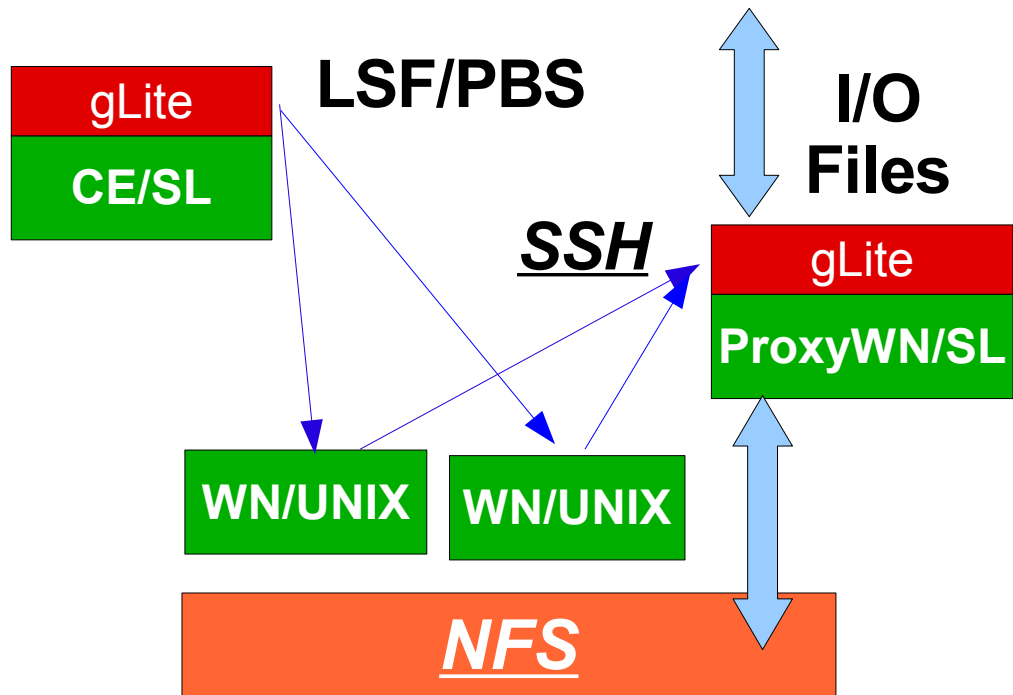 gLite
CE/SL
LSF/PBS
I/O
Files
SSH
gLite
ProxyWN/SL
WN/UNIX
WN/UNIX
NFS